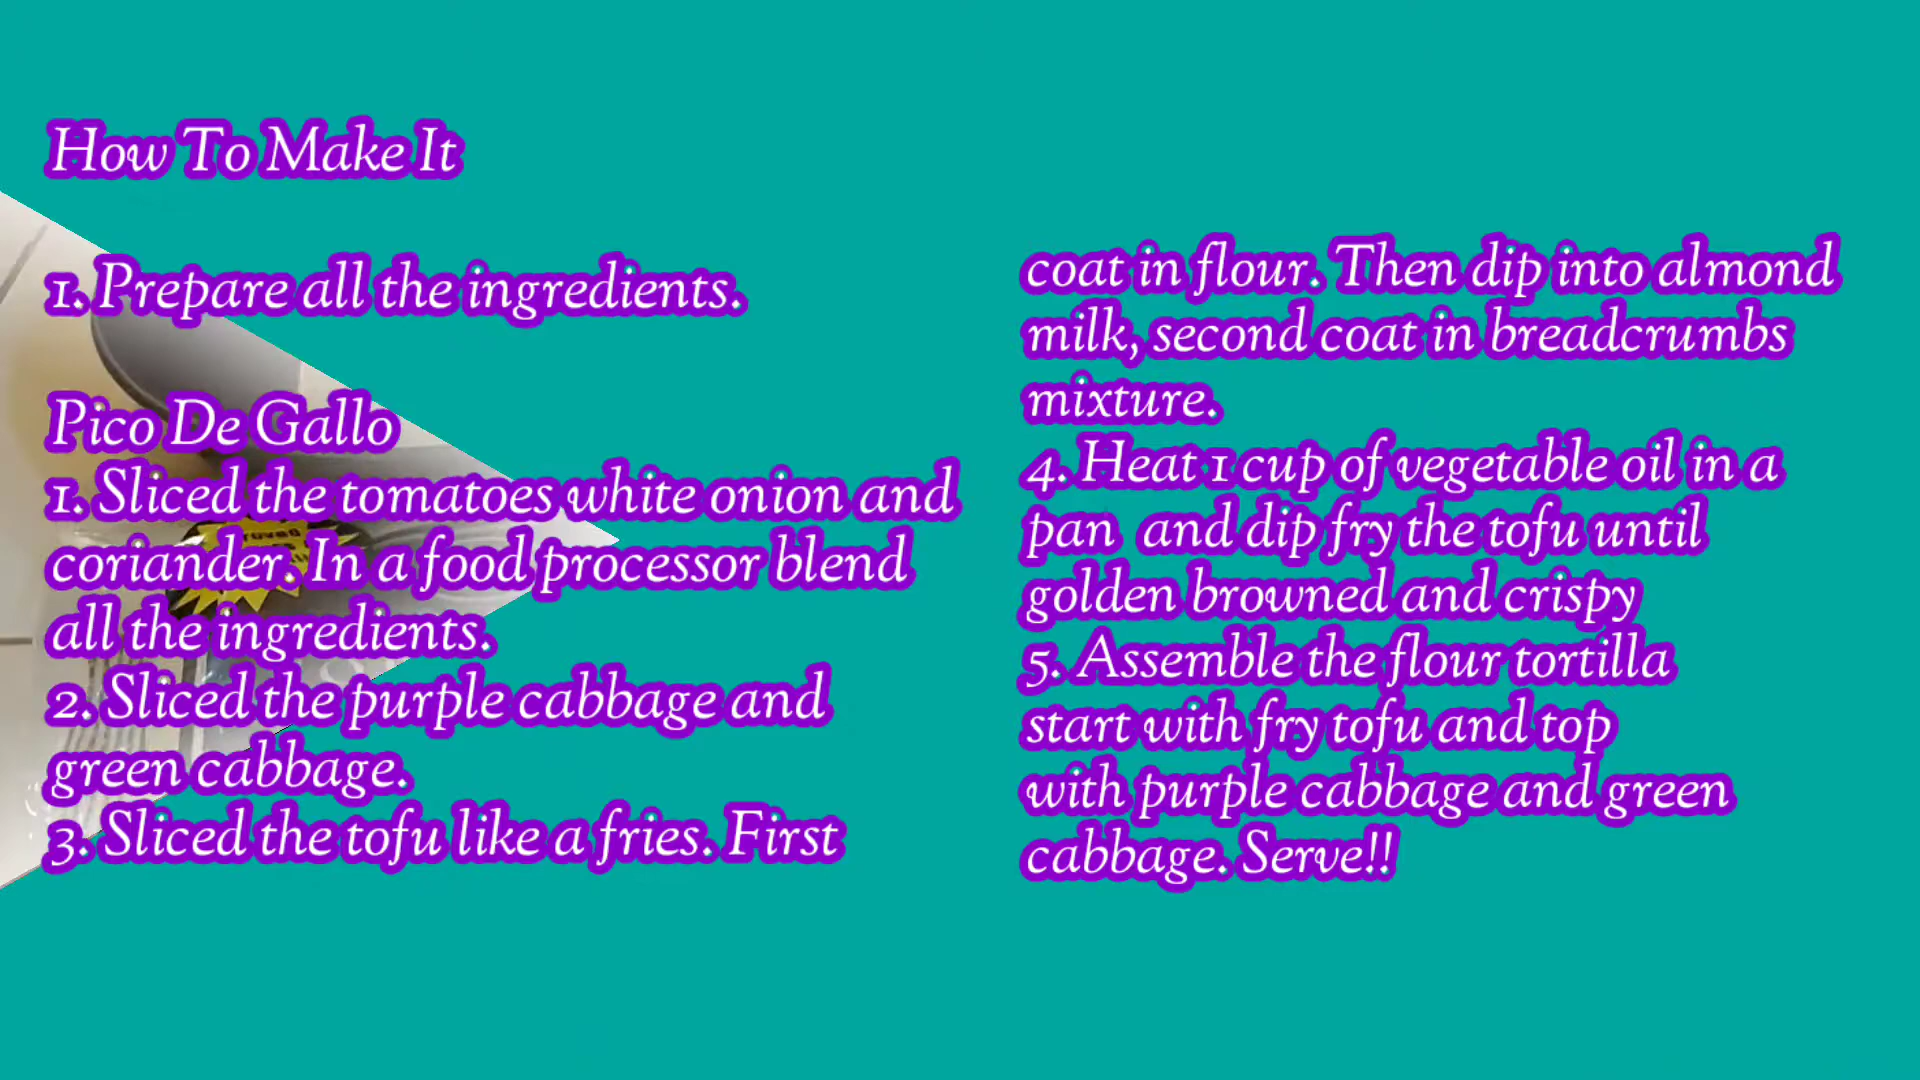 How To Make It
1. Prepare all the ingredients.
Pico De Gallo
1. Sliced the tomatoes white onion and
coriander. In a food processor blend
all the ingredients.
2. Sliced the purple cabbage and
green cabbage.
3. Sliced the tofu like a fries. First
coat in flour. Then dip into almond
milk, second coat in breadcrumbs
mixture.
4. Heat 1 cup of vegetable oil in a
pan  and dip fry the tofu until
golden browned and crispy
5. Assemble the flour tortilla
start with fry tofu and top
with purple cabbage and green
cabbage. Serve!!